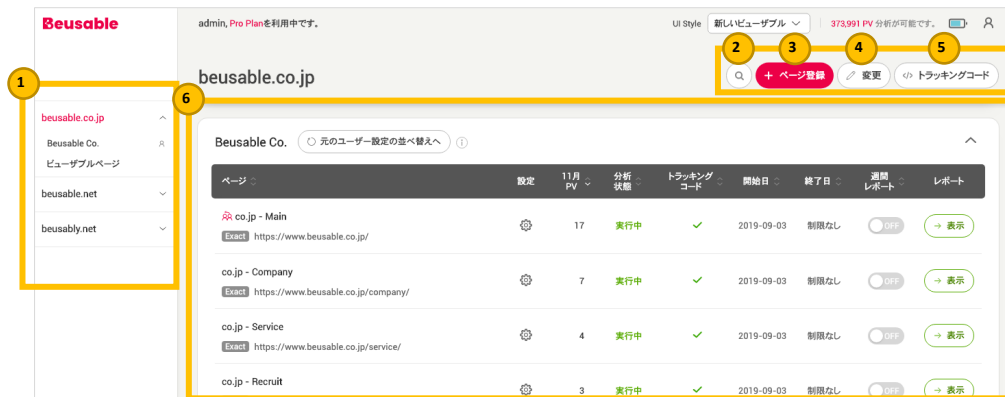 Beusable
admin, Pro Planを利用中です。
UI Style 新しいビューザブル 373,991 PV 分析が可能です。
1
2
3
4
5
6
beusable.co.jp
ページ登録
変更
トラッキングコード
beusable.co.jp
Beusable Co.
ビューザブルページ
beusable.net
beusably.net
Beusable Co. 元のユーザー設定の並べ替えへ
ページ 設定 11月 PV 分析 状態 トラッキング コード 開始日 終了日 週間 レポート レポート
co.jp - Main
Exact https://www.beusable.co.jp/
17 実行中 2019-09-03 制限なし OFF 表示
co.jp - Company
Exact https://www.beusable.co.jp/company/
7 実行中 2019-09-03 制限なし OFF 表示
co.jp - Service
Exact https://www.beusable.co.jp/service/
4 実行中 2019-09-03 制限なし OFF 表示
co.jp - Recruit
3 実行中 2019-09-03 制限なし OFF 表示